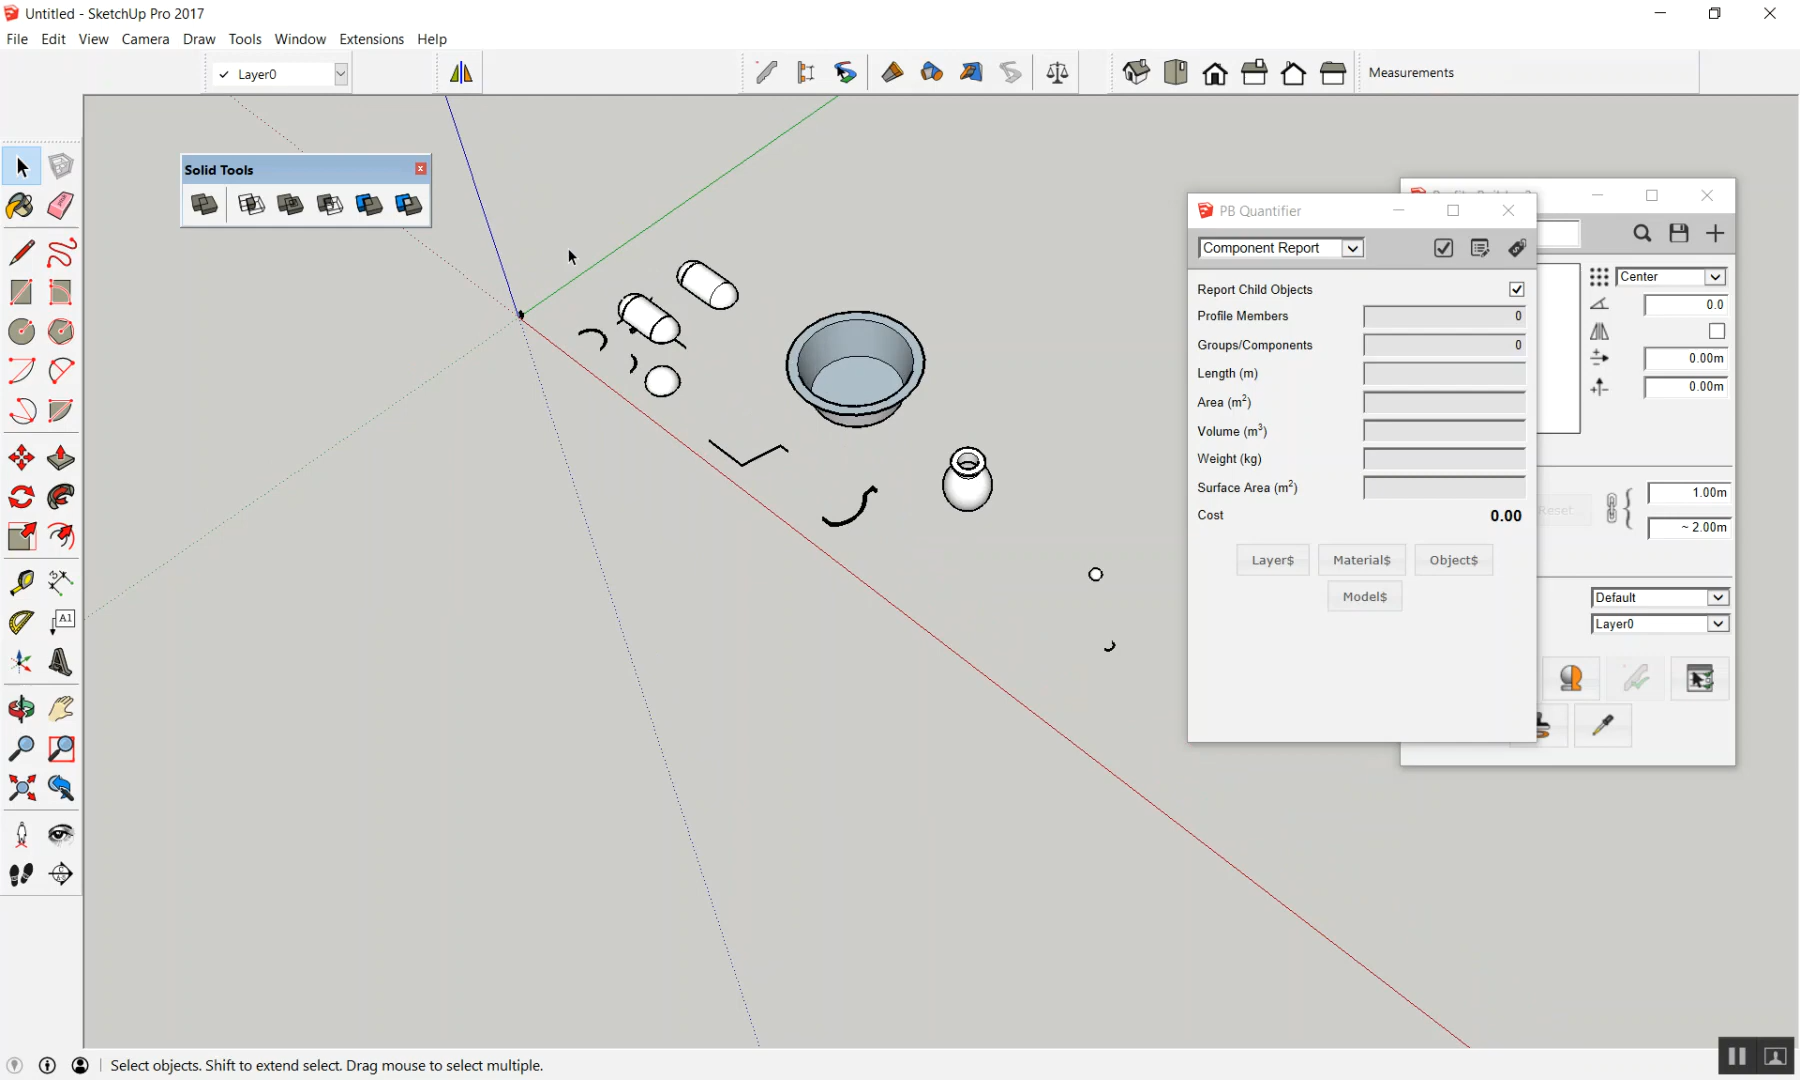 Untitled - SketchUp Pro 2017
File Edit View Camera Draw Tools Window Extensions Help
Layer0
Measurements
Solid Tools
PB Quantifier
Component Report
Center
Report Child Objects
0.0
Profile Members 0
Groups/Components 0
0.00m
Length (m)
0.00m
Area (m²)
Volume (m³)
Weight (kg)
Surface Area (m²)
1.00m
Cost 0.00
~ 2.00m
Layer$ Material$ Object$
Model$
Default
Layer0
A1
Select objects. Shift to extend select. Drag mouse to select multiple.